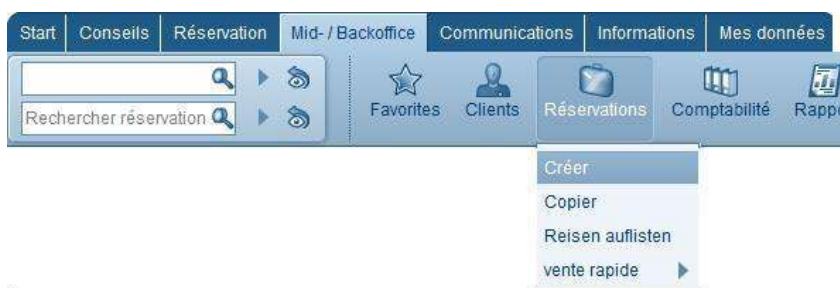 Start Conseils Réservation Mid- / Backoffice Communications Informations Mes données
Rechercher réservation
Favorites Clients Réservations Comptabilité Rappo
Créer
Copier
Reisen auflisten
vente rapide